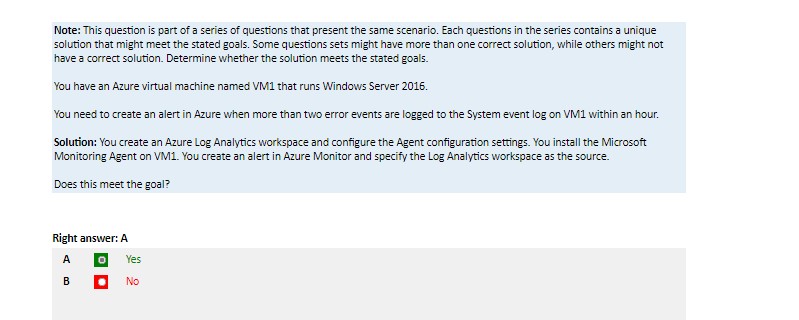 Note: This question is part of a series of questions that present the same scenario. Each questions in the series contains a unique
solution that might meet the stated goals. Some questions sets might have more than one correct solution, while others might not
have a correct solution. Determine whether the solution meets the stated goals.
You have an Azure virtual machine named VM1 that runs Windows Server 2016.
You need to create an alert in Azure when more than two error events are logged to the System event log on VM1 within an hour.
Solution: You create an Azure Log Analytics workspace and configure the Agent configuration settings. You install the Microsoft
Monitoring Agent on VM1. You create an alert in Azure Monitor and specify the Log Analytics workspace as the source.
Does this meet the goal?
Right answer: A
A Yes
B No